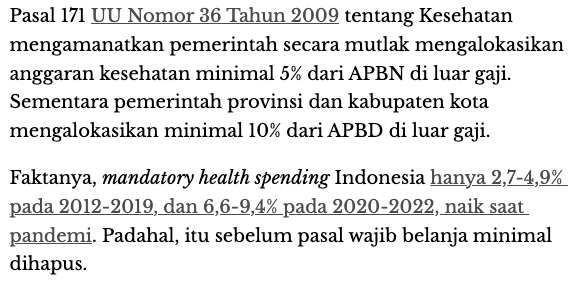 Pasal 171 UU Nomor 36 Tahun 2009 tentang Kesehatan
mengamanatkan pemerintah secara mutlak mengalokasikan
anggaran kesehatan minimal 5% dari APBN di luar gaji.
Sementara pemerintah provinsi dan kabupaten kota
mengalokasikan minimal 10% dari APBD di luar gaji.
Faktanya, mandatory health spending Indonesia hanya 2,7-4,9%
pada 2012-2019, dan 6,6-9,4% pada 2020-2022, naik saat
pandemi. Padahal, itu sebelum pasal wajib belanja minimal
dihapus.